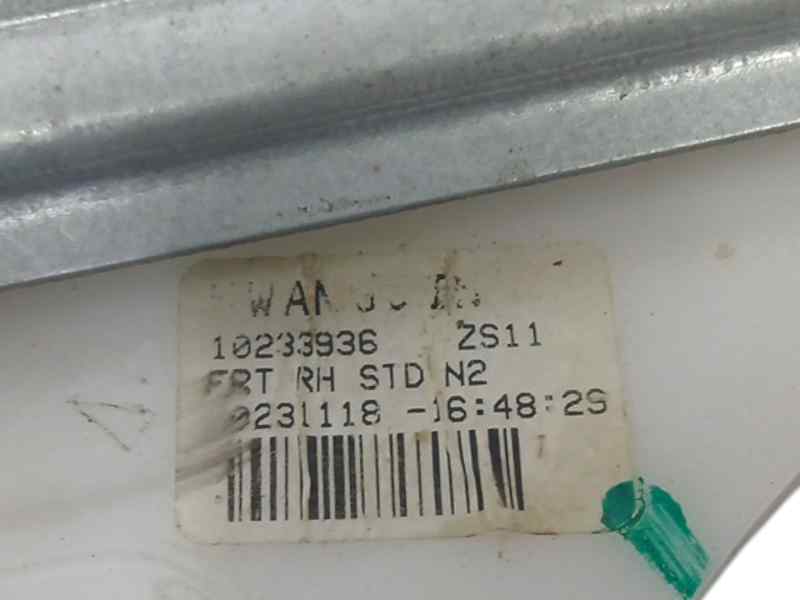 10233936 ZS11
FRT RH STD N2
0231118 -16:48:2S